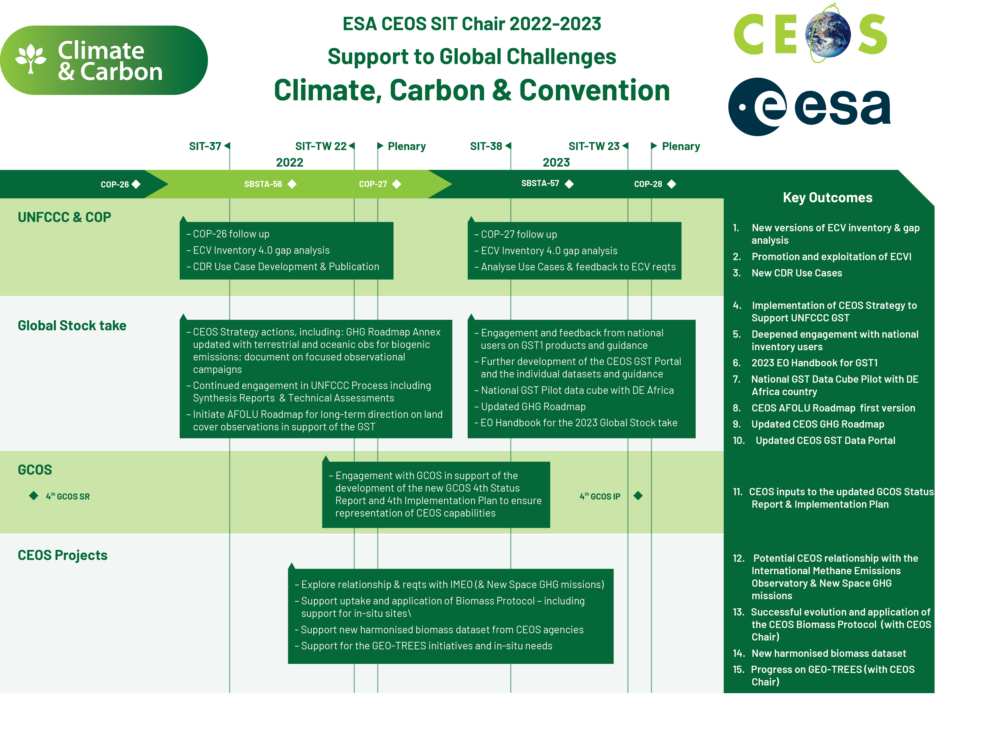 Climate
& Carbon
ESA CEOS SIT Chair 2022-2023
Support to Global Challenges
Climate, Carbon & Convention
CEOS
esa
SIT-37
SIT-TW 22
Plenary
SIT-38
SIT-TW 23
Plenary
2022
2023
COP-26
SBSTA-56
COP-27
SBSTA-57
COP-28
UNFCCC & COP
– COP-26 follow up
– ECV Inventory 4.0 gap analysis
– CDR Use Case Development & Publication
– COP-27 follow up
– ECV Inventory 4.0 gap analysis
– Analyse Use Cases & feedback to ECV reqts
Global Stock take
– CEOS Strategy actions, including: GHG Roadmap Annex
updated with terrestrial and oceanic obs for biogenic
emissions; document on focused observational
campaigns
– Continued engagement in UNFCCC Process including
Synthesis Reports & Technical Assessments
– Initiate AFOLU Roadmap for long-term direction on land
cover observations in support of the GST
– Engagement and feedback from national
users on GST1 products and guidance
– Further development of the CEOS GST Portal
and the individual datasets and guidance
– National GST Pilot data cube with DE Africa
– Updated GHG Roadmap
- EO Handbook for the 2023 Global Stock take
GCOS
4th GCOS SR
– Engagement with GCOS in support of the
development of the new GCOS 4th Status
Report and 4th Implementation Plan to ensure
representation of CEOS capabilities
4th GCOS IP
CEOS Projects
– Explore relationship & reqts with IMEO (& New Space GHG missions)
– Support uptake and application of Biomass Protocol – including
support for in-situ sites\
- Support new harmonised biomass dataset from CEOS agencies
– Support for the GEO-TREES initiatives and in-situ needs
Key Outcomes
1. New versions of ECV inventory & gap
analysis
2. Promotion and exploitation of ECVI
3. New CDR Use Cases
4. Implementation of CEOS Strategy to
Support UNFCCC GST
5. Deepened engagement with national
inventory users
6. 2023 EO Handbook for GST1
7. National GST Data Cube Pilot with DE
Africa country
8. CEOS AFOLU Roadmap first version
9. Updated CEOS GHG Roadmap
10. Updated CEOS GST Data Portal
11. CEOS inputs to the updated GCOS Status
Report & Implementation Plan
12. Potential CEOS relationship with the
International Methane Emissions
Observatory & New Space GHG
missions
13. Successful evolution and application of
the CEOS Biomass Protocol (with CEOS
Chair)
14. New harmonised biomass dataset
15. Progress on GEO-TREES (with CEOS
Chair)